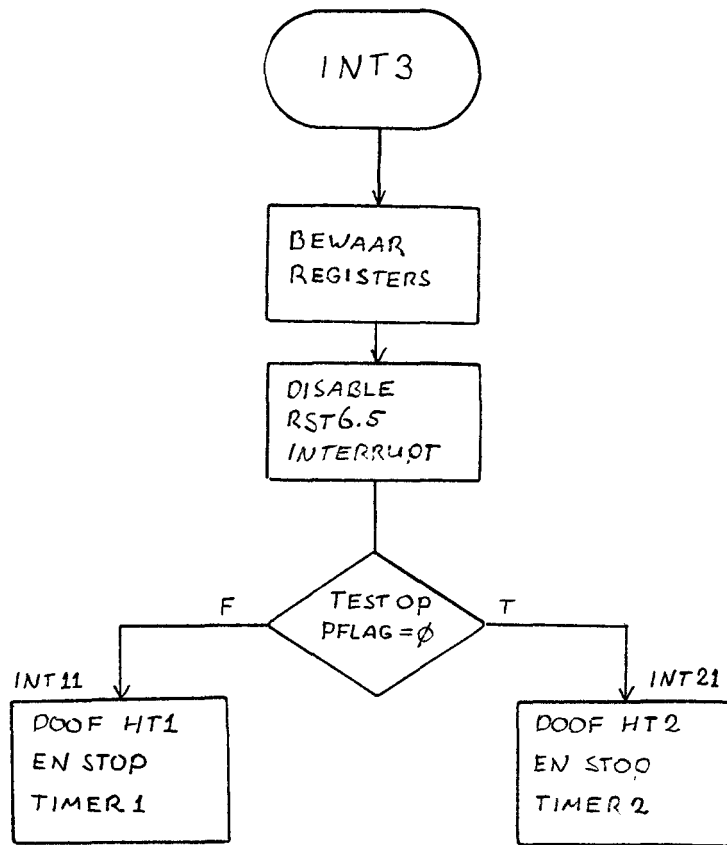 INT3
BEWAAR
REGISTERS
DISABLE
RST6.5
INTERRUPT
F
TEST OP
PFLAG=Ø
T
INT11
DOOF HT1
EN STOP
TIMER 1
INT21
DOOF HT2
EN STOP
TIMER 2